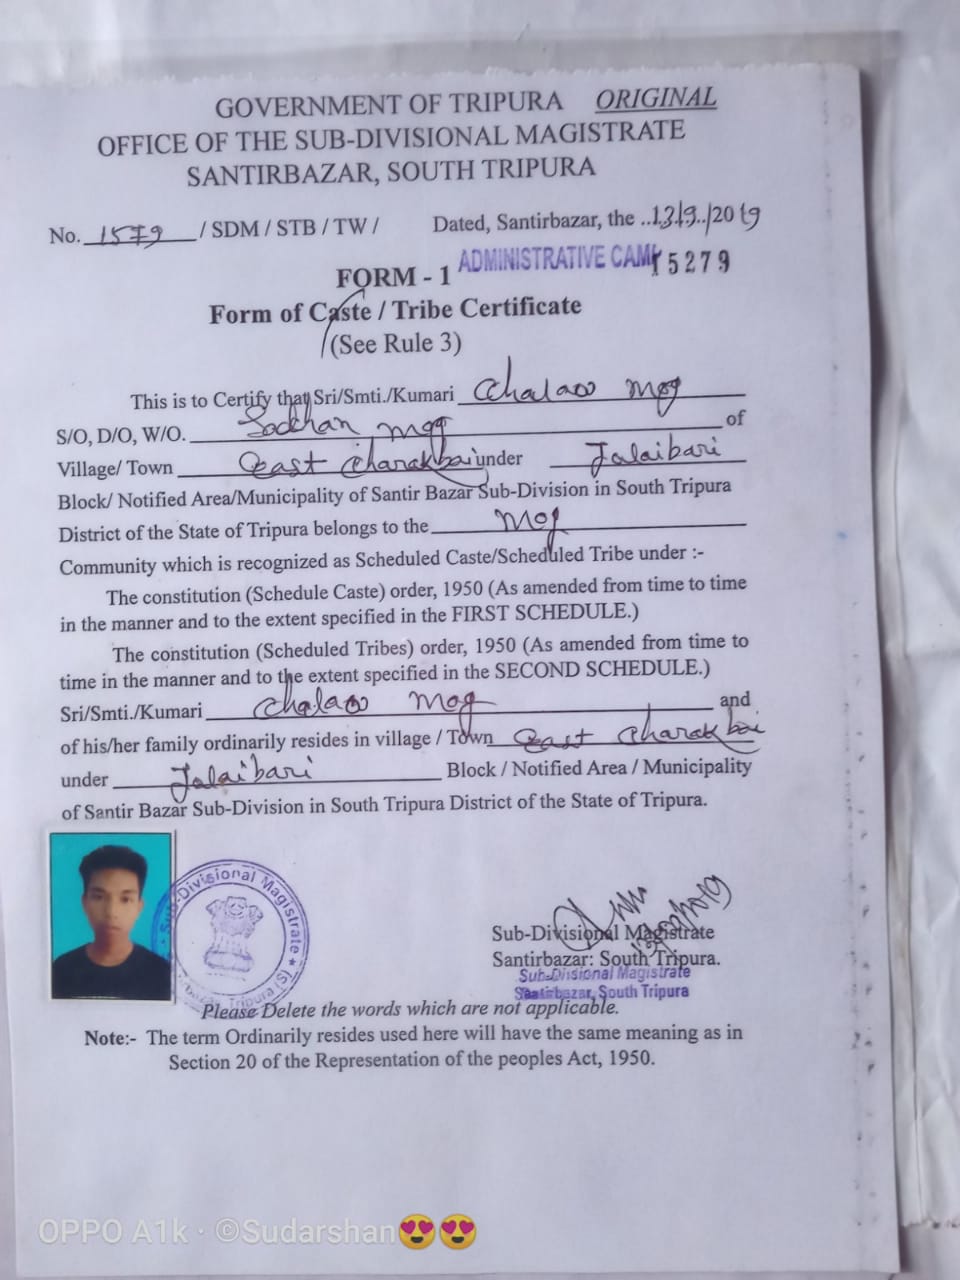 GOVERNMENT OF TRIPURA ORIGINAL
OFFICE OF THE SUB-DIVISIONAL MAGISTRATE
SANTIRBAZAR, SOUTH TRIPURA
No. 1579 / SDM / STB / TW / Dated, Santirbazar, the ..13/9../2019
ADMINISTRATIVE CAMP 15279
FORM - 1
Form of Caste / Tribe Certificate
(See Rule 3)
This is to Certify that Sri/Smti./Kumari Chalaw Mog
S/O, D/O, W/O. Sadhan Mog of
Village/ Town East Charakbai under Jolaibari
Block/ Notified Area/Municipality of Santir Bazar Sub-Division in South Tripura
District of the State of Tripura belongs to the Mog
Community which is recognized as Scheduled Caste/Scheduled Tribe under :-
The constitution (Schedule Caste) order, 1950 (As amended from time to time
in the manner and to the extent specified in the FIRST SCHEDULE.)
The constitution (Scheduled Tribes) order, 1950 (As amended from time to
time in the manner and to the extent specified in the SECOND SCHEDULE.)
Sri/Smti./Kumari Chalaw Mog and
of his/her family ordinarily resides in village / Town East Charakbai
under Jolaibari Block / Notified Area / Municipality
of Santir Bazar Sub-Division in South Tripura District of the State of Tripura.
Sub-Divisional Magistrate
Sub-Divisional Magistrate
Santirbazar: South Tripura.
Sub-Divisional Magistrate
Santirbazar, South Tripura
Please Delete the words which are not applicable.
Note:- The term Ordinarily resides used here will have the same meaning as in
Section 20 of the Representation of the peoples Act, 1950.
OPPO A1k · ©Sudarshan😍😍